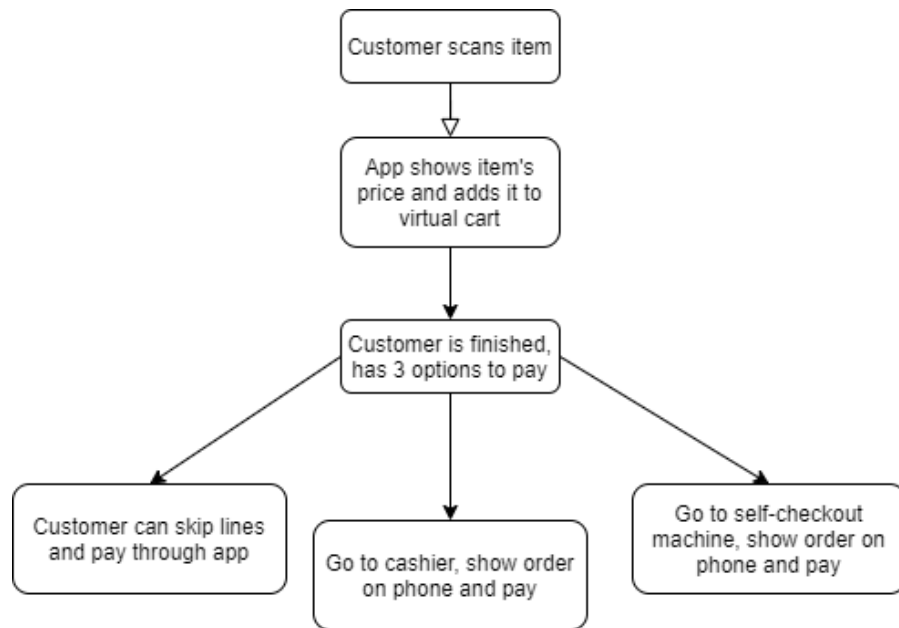 Customer scans item
App shows item's
price and adds it to
virtual cart
Customer is finished,
has 3 options to pay
Customer can skip lines
and pay through app
Go to cashier, show order
on phone and pay
Go to self-checkout
machine, show order on
phone and pay